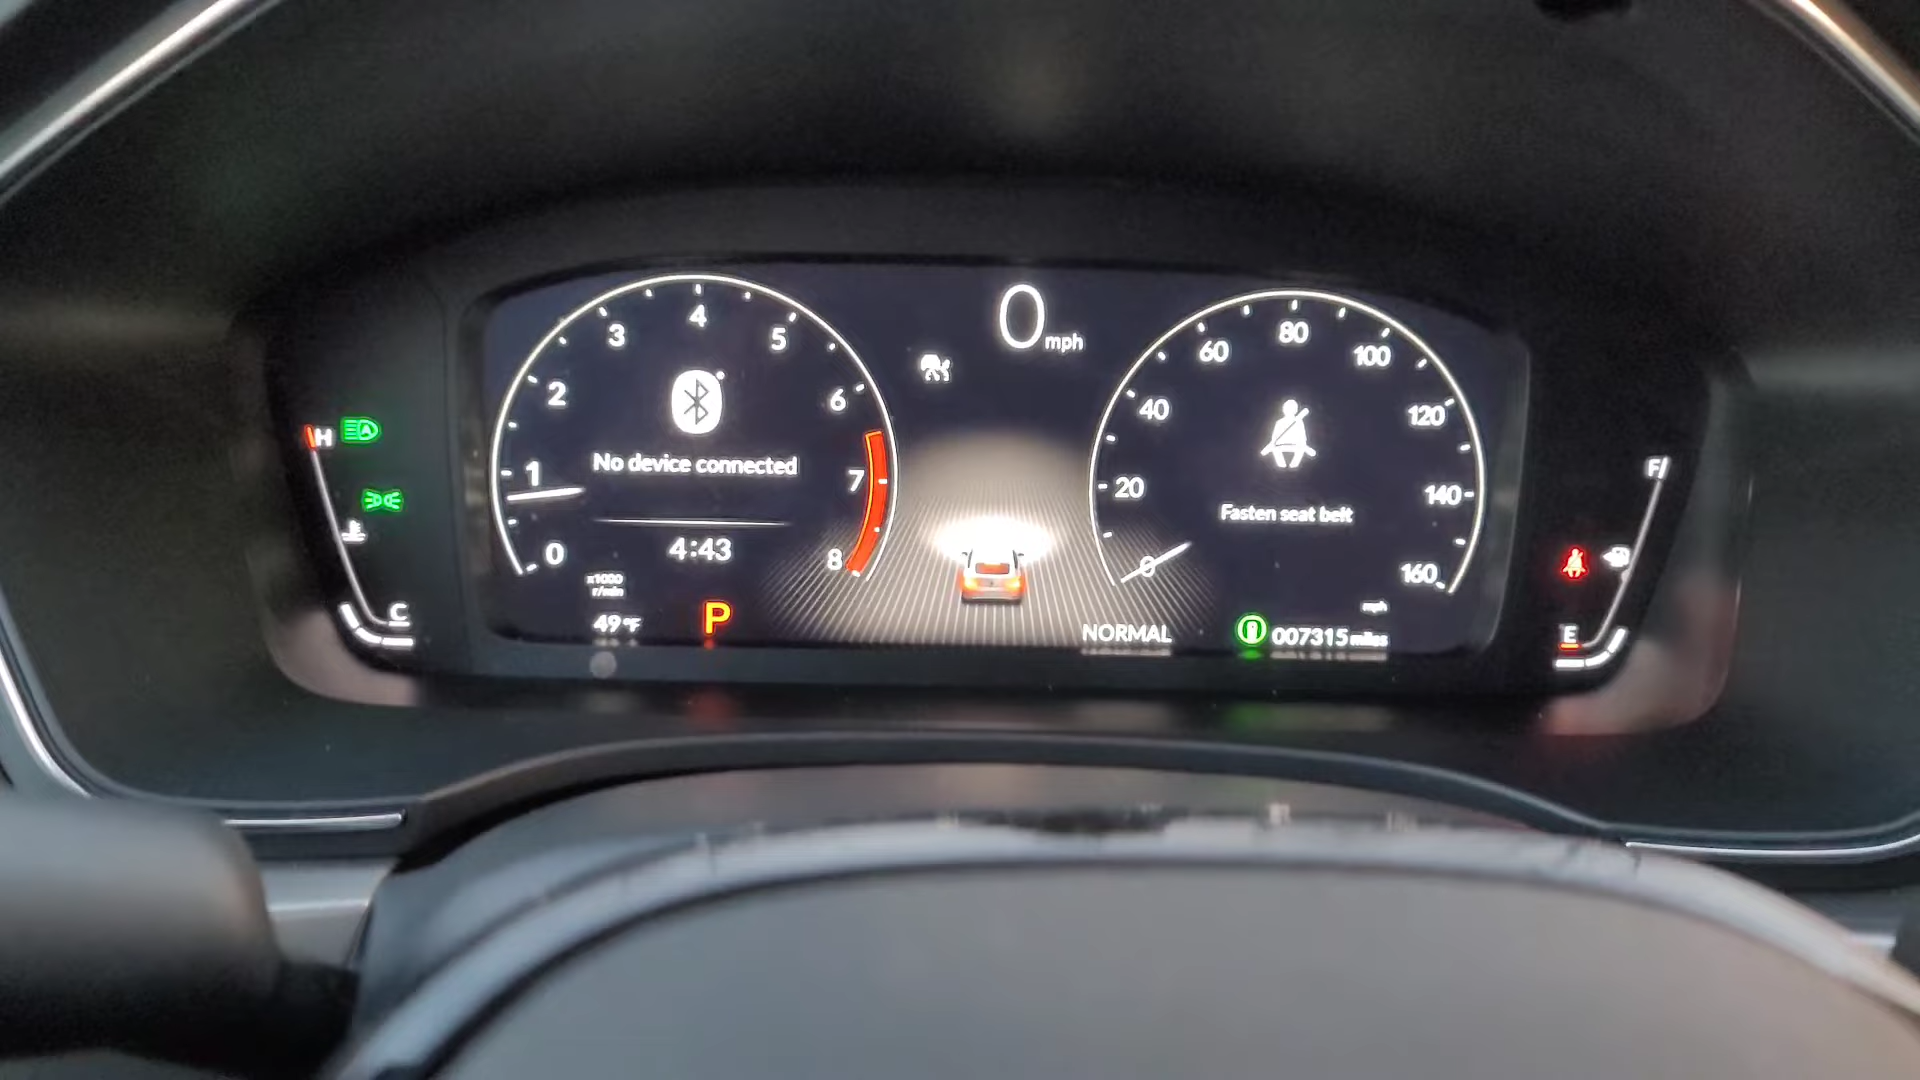 0 mph
0
1
2
3
4
5
6
7
8
No device connected
4:43
x1000
r/min
49°F
P
H
A
C
0
20
40
60
80
100
120
140
160
Fasten seat belt
mph
NORMAL
007315 miles
F
E